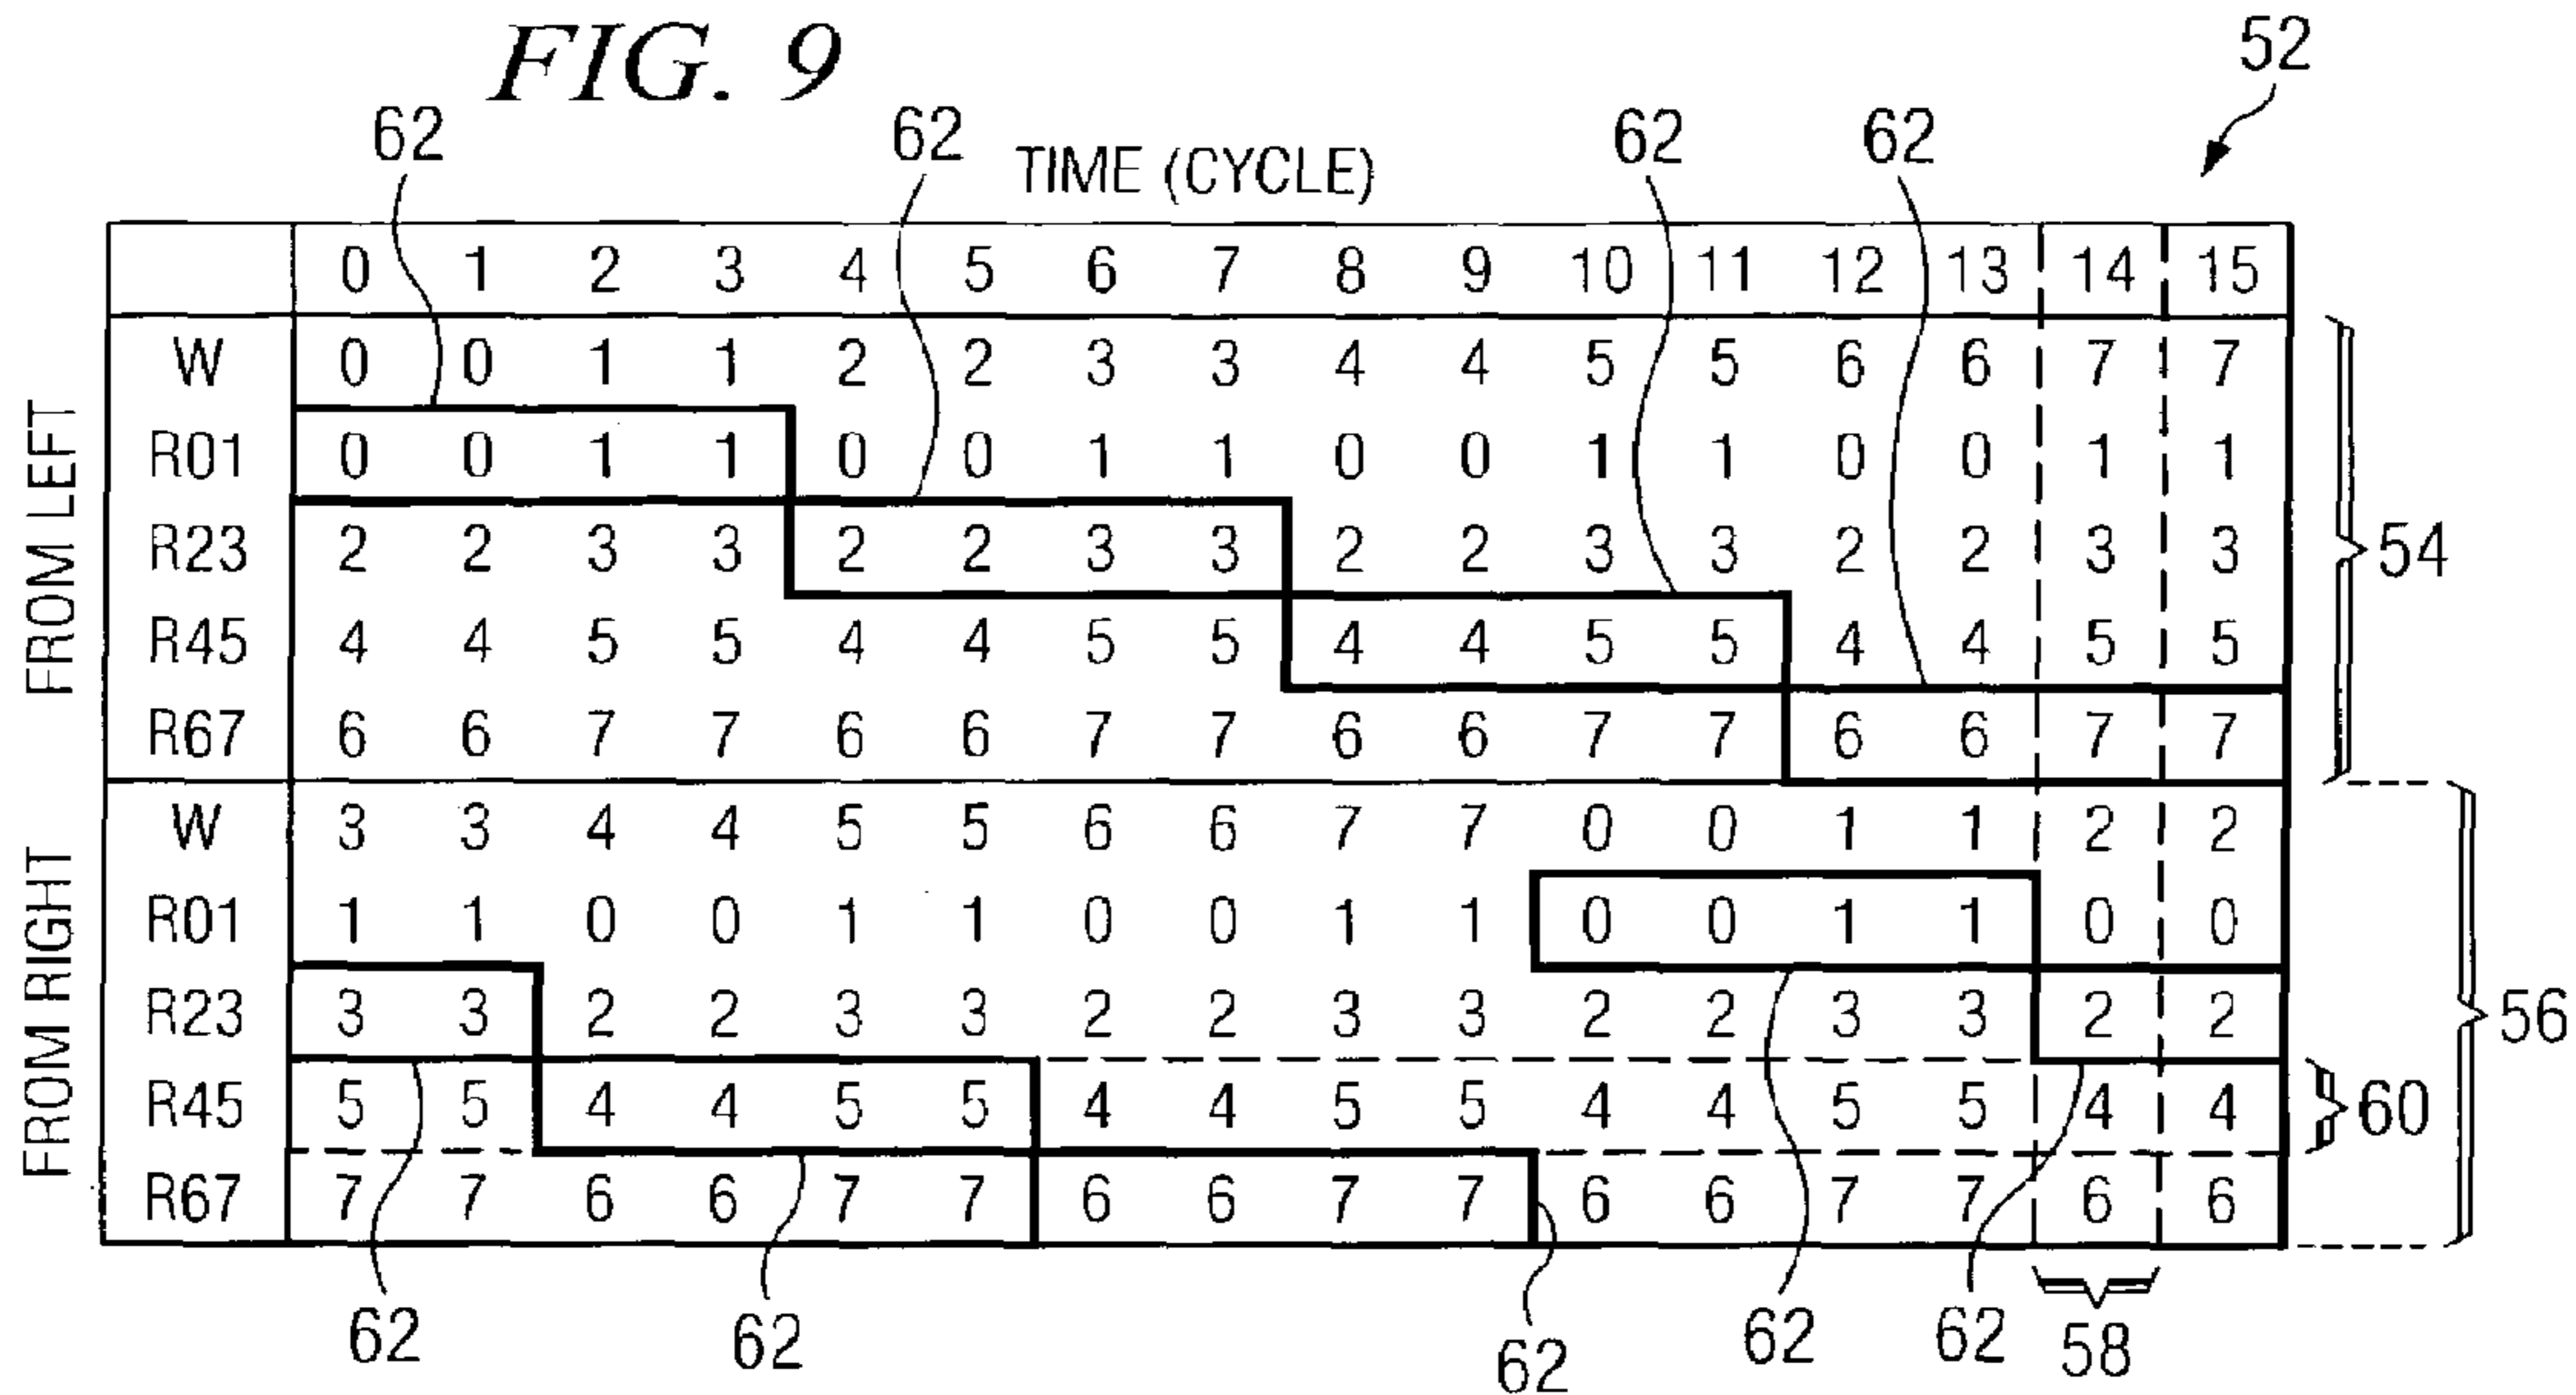 FIG. 9
52
62 62 62 62
TIME (CYCLE)
0 1 2 3 4 5 6 7 8 9 10 11 12 13 14 15
FROM LEFT
W 0 0 1 1 2 2 3 3 4 4 5 5 6 6 7 7
R01 0 0 1 1 0 0 1 1 0 0 1 1 0 0 1 1
R23 2 2 3 3 2 2 3 3 2 2 3 3 2 2 3 3
54
R45 4 4 5 5 4 4 5 5 4 4 5 5 4 4 5 5
R67 6 6 7 7 6 6 7 7 6 6 7 7 6 6 7 7
FROM RIGHT
W 3 3 4 4 5 5 6 6 7 7 0 0 1 1 2 2
R01 1 1 0 0 1 1 0 0 1 1 0 0 1 1 0 0
R23 3 3 2 2 3 3 2 2 3 3 2 2 3 3 2 2
56
R45 5 5 4 4 5 5 4 4 5 5 4 4 5 5 4 4
60
R67 7 7 6 6 7 7 6 6 7 7 6 6 7 7 6 6
62 62 62 62 62 58